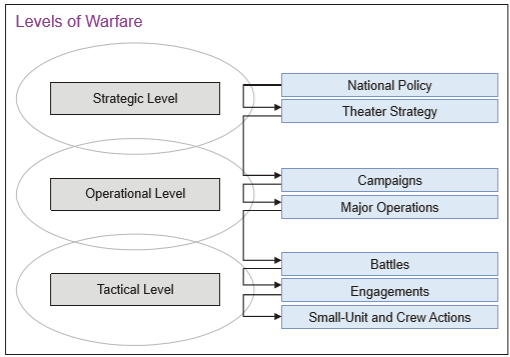 Levels of Warfare
Strategic Level
National Policy
Theater Strategy
Operational Level
Campaigns
Major Operations
Tactical Level
Battles
Engagements
Small-Unit and Crew Actions